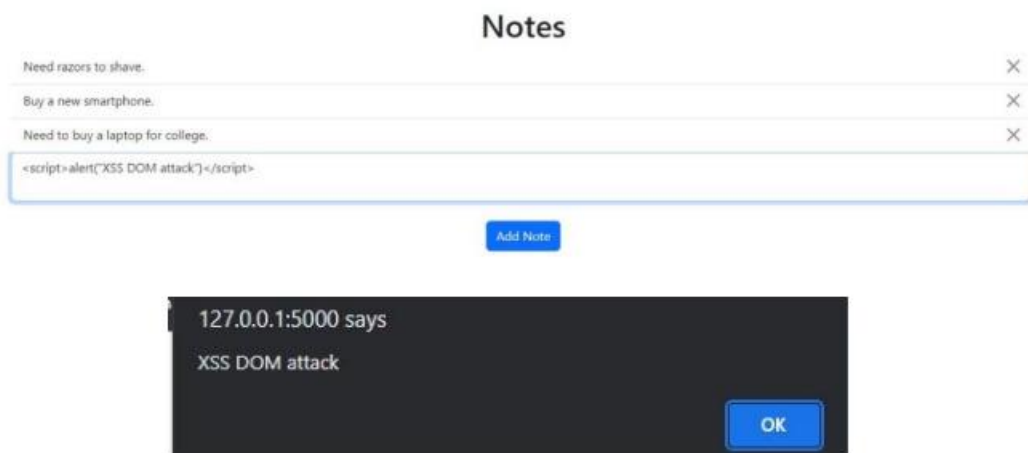 Notes
Need razors to shave.
Buy a new smartphone.
Need to buy a laptop for college.
<script>alert("XSS DOM attack")</script>
Add Note
127.0.0.1:5000 says
XSS DOM attack
OK